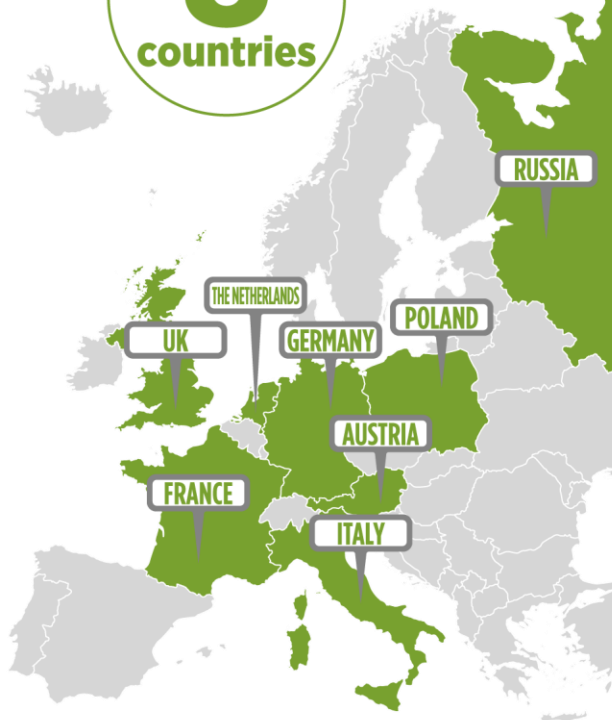 countries
RUSSIA
THE NETHERLANDS
POLAND
UK
GERMANY
AUSTRIA
FRANCE
ITALY